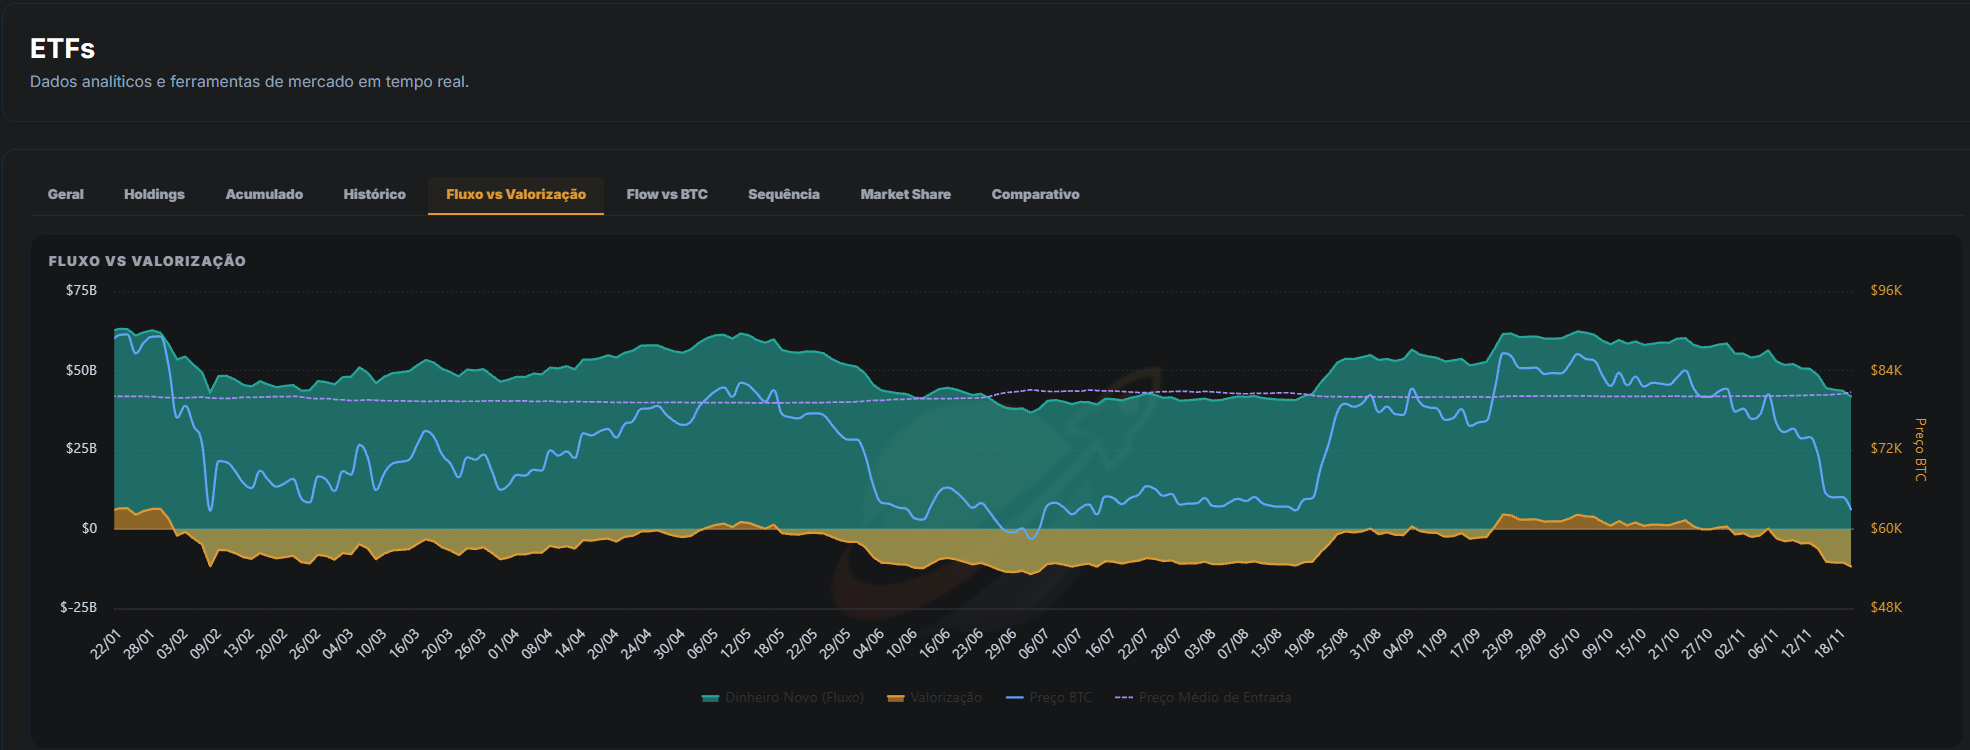 ETFs
Dados analíticos e ferramentas de mercado em tempo real.
Geral Holdings Acumulado Histórico Fluxo vs Valorização Flow vs BTC Sequência Market Share Comparativo
FLUXO VS VALORIZAÇÃO
$75B
$50B
$25B
$0
$-25B
$96K
$84K
$72K
$60K
$48K
Preço BTC
22/01 28/01 03/02 09/02 13/02 20/02 26/02 04/03 10/03 16/03 20/03 26/03 01/04 08/04 14/04 20/04 24/04 30/04 06/05 12/05 18/05 22/05 29/05 04/06 10/06 16/06 23/06 29/06 06/07 10/07 16/07 22/07 28/07 03/08 07/08 13/08 19/08 25/08 31/08 04/09 11/09 17/09 23/09 29/09 05/10 09/10 15/10 21/10 27/10 02/11 06/11 12/11 18/11
Dinheiro Novo (Fluxo) Valorização Preço BTC Preço Médio de Entrada